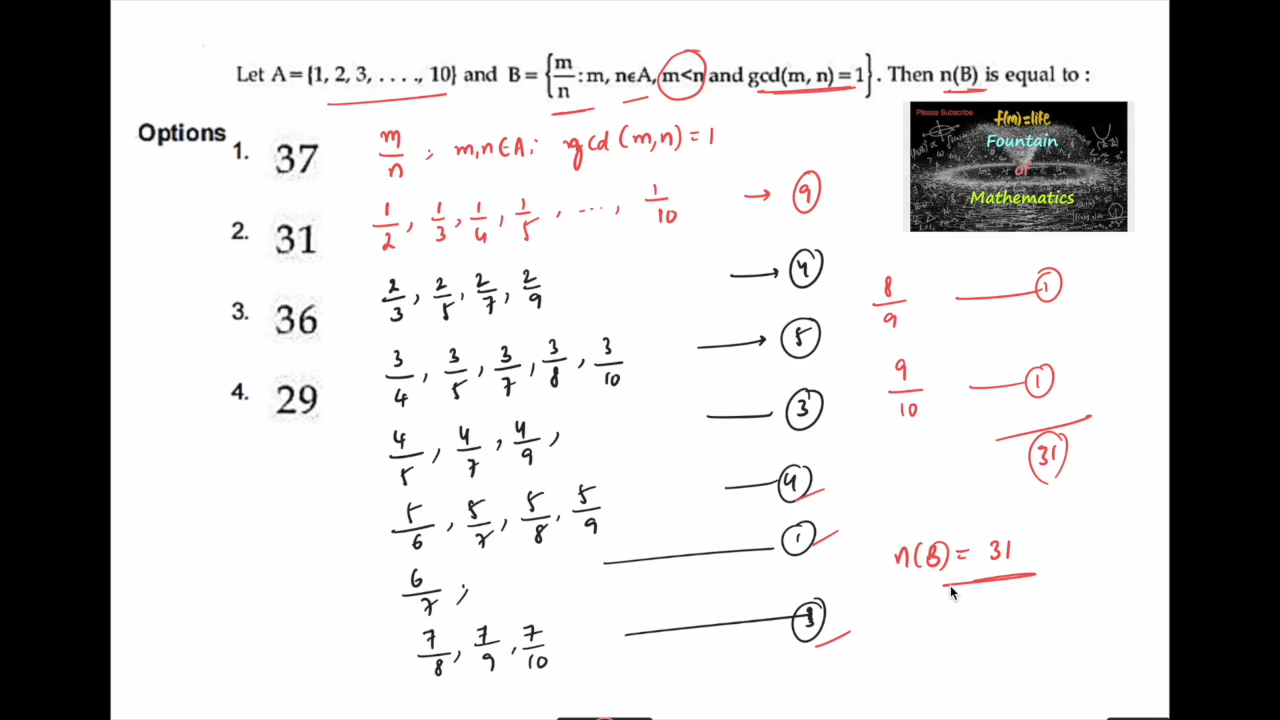 Let A={1, 2, 3, . . . ., 10} and B={m/n : m, n∈A, m<n and gcd(m, n)=1}. Then n(B) is equal to :
Please Subscribe
f(m)=life
Fountain
of
Mathematics
Options
1. 37
2. 31
3. 36
4. 29
m/n ; m,n ∈ A; gcd (m,n) = 1
1/2, 1/3, 1/4, 1/5, ..., 1/10 → 9
2/3, 2/5, 2/7, 2/9 → 4
3/4, 3/5, 3/7, 3/8, 3/10 → 5
4/5, 4/7, 4/9, — 3
5/6, 5/7, 5/8, 5/9 — 4
6/7; — 1
7/8, 7/9, 7/10 — 3
8/9 — 1
9/10 — 1
31
n(B) = 31